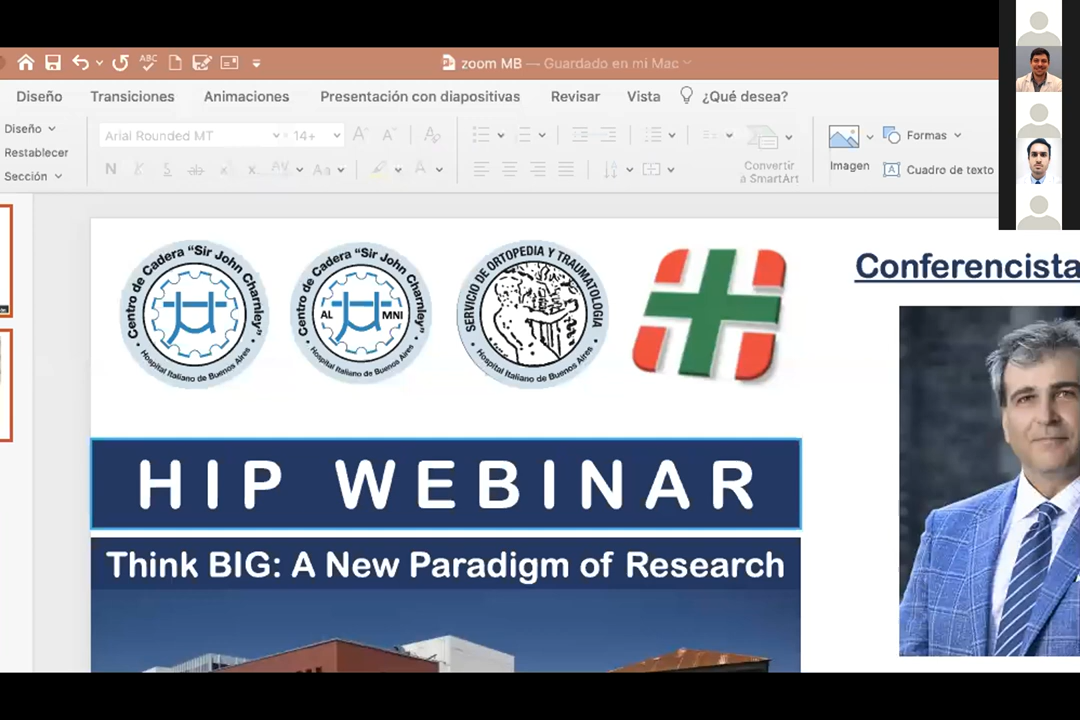 zoom MB — Guardado en mi Mac
Diseño Transiciones Animaciones Presentación con diapositivas Revisar Vista ¿Qué desea?
Diseño
Restablecer
Sección
Arial Rounded MT 14+
N K S ab x x AV Aa A
Convertir
a SmartArt
Imagen
Formas
Cuadro de texto
Centro de Cadera "Sir John Charnley"
Hospital Italiano de Buenos Aires
Centro de Cadera "Sir John Charnley"
AL MNI
Hospital Italiano de Buenos Aires
SERVICIO DE ORTOPEDIA Y TRAUMATOLOGIA
Hospital Italiano de Buenos Aires
Conferencista
HIP WEBINAR
Think BIG: A New Paradigm of Research